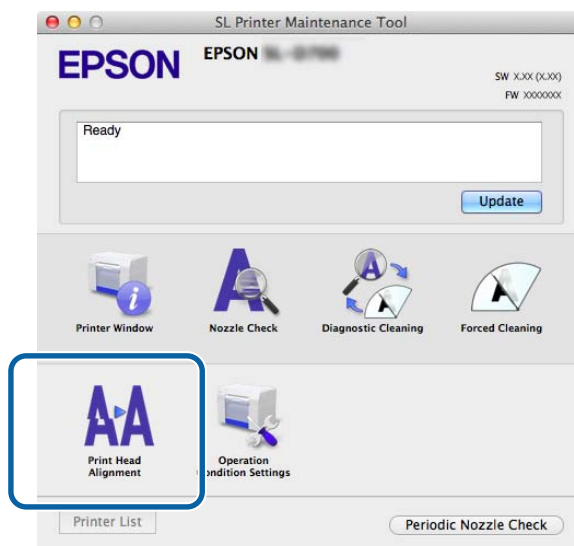 SL Printer Maintenance Tool
EPSON
EPSON
SW X.XX (X.XX)
FW XXXXXXX
Ready
Update
Printer Window
Nozzle Check
Diagnostic Cleaning
Forced Cleaning
Print Head
Alignment
Operation
ondition Settings
Printer List
Periodic Nozzle Check